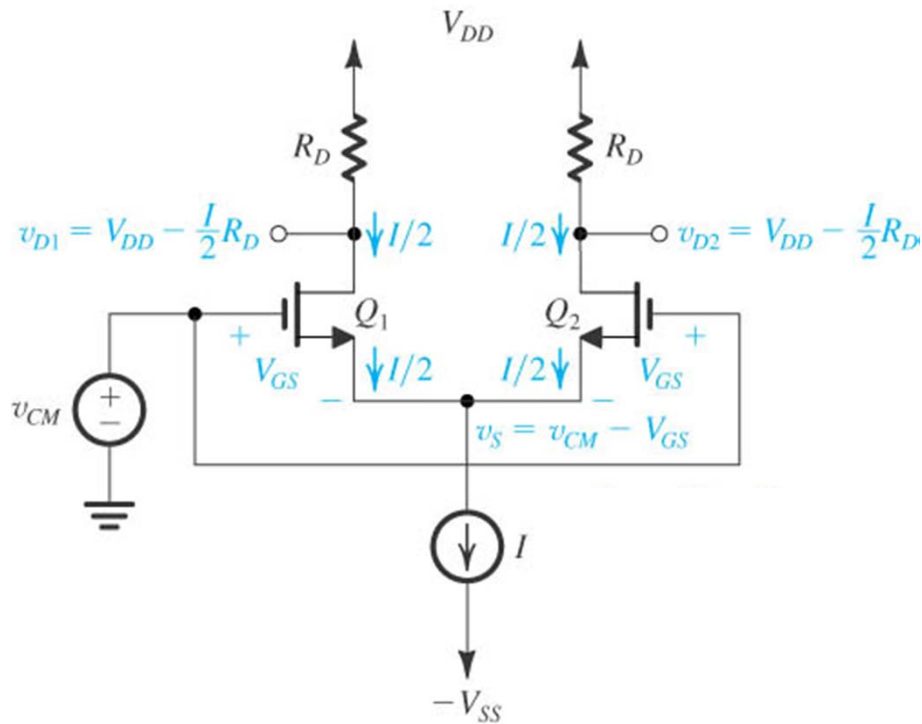 V_DD
R_D
R_D
v_D1 = V_DD − I/2 R_D
I/2
I/2
v_D2 = V_DD − I/2 R_D
Q_1
Q_2
+
+
V_GS
I/2
I/2
V_GS
−
−
v_CM
+
−
v_S = v_CM − V_GS
I
−V_SS